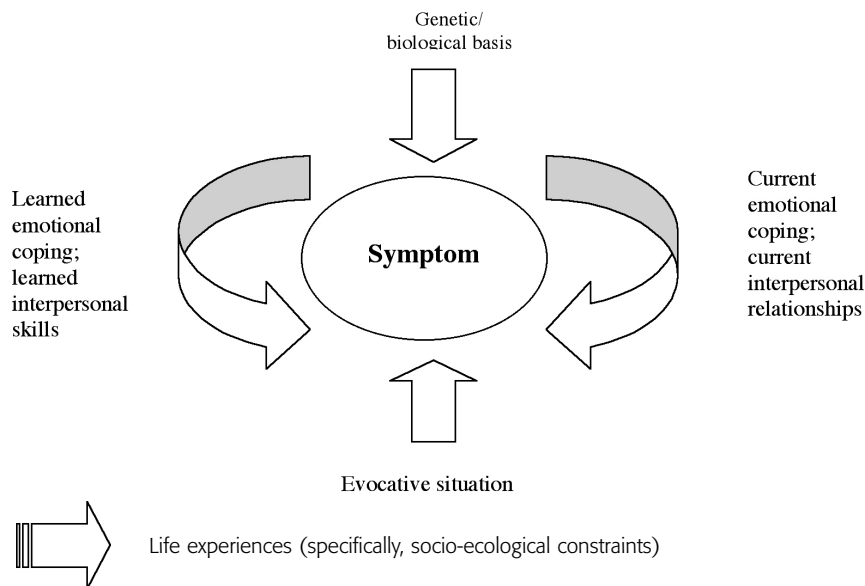 Genetic/
biological basis
Learned
emotional
coping;
learned
interpersonal
skills
Symptom
Current
emotional
coping;
current
interpersonal
relationships
Evocative situation
Life experiences (specifically, socio-ecological constraints)